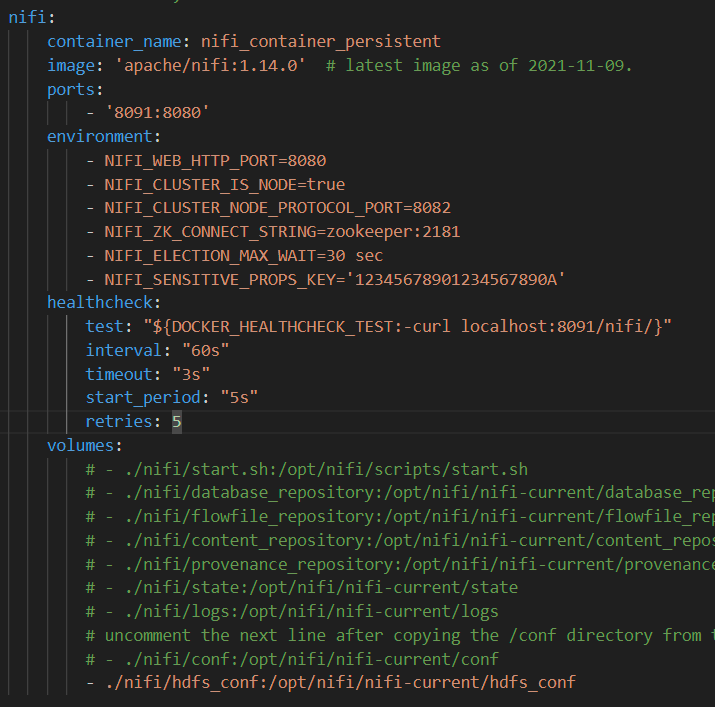 nifi:
container_name: nifi_container_persistent
image: 'apache/nifi:1.14.0'  # latest image as of 2021-11-09.
ports:
- '8091:8080'
environment:
- NIFI_WEB_HTTP_PORT=8080
- NIFI_CLUSTER_IS_NODE=true
- NIFI_CLUSTER_NODE_PROTOCOL_PORT=8082
- NIFI_ZK_CONNECT_STRING=zookeeper:2181
- NIFI_ELECTION_MAX_WAIT=30 sec
- NIFI_SENSITIVE_PROPS_KEY='12345678901234567890A'
healthcheck:
test: "${DOCKER_HEALTHCHECK_TEST:-curl localhost:8091/nifi/}"
interval: "60s"
timeout: "3s"
start_period: "5s"
retries: 5
volumes:
# - ./nifi/start.sh:/opt/nifi/scripts/start.sh
# - ./nifi/database_repository:/opt/nifi/nifi-current/database_rep
# - ./nifi/flowfile_repository:/opt/nifi/nifi-current/flowfile_rep
# - ./nifi/content_repository:/opt/nifi/nifi-current/content_repos
# - ./nifi/provenance_repository:/opt/nifi/nifi-current/provenance
# - ./nifi/state:/opt/nifi/nifi-current/state
# - ./nifi/logs:/opt/nifi/nifi-current/logs
# uncomment the next line after copying the /conf directory from
# - ./nifi/conf:/opt/nifi/nifi-current/conf
- ./nifi/hdfs_conf:/opt/nifi/nifi-current/hdfs_conf